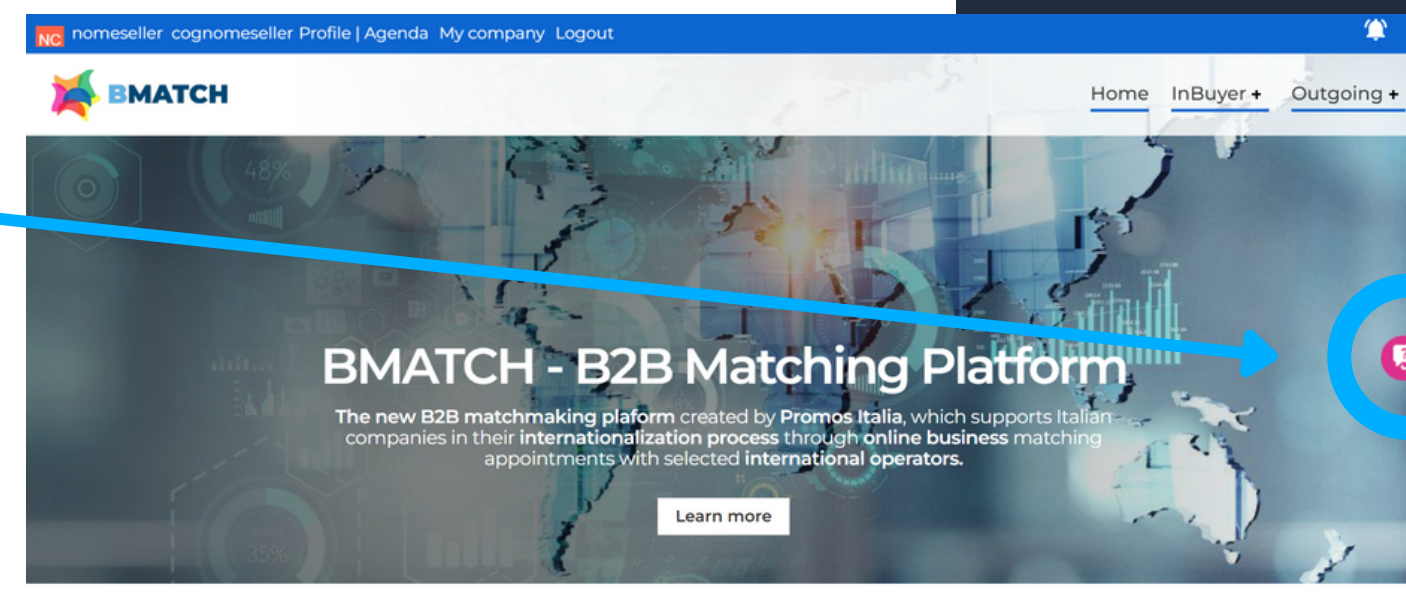 NC nomeseller cognomeseller Profile | Agenda My company Logout
BMATCH
Home InBuyer + Outgoing +
48%
BMATCH - B2B Matching Platform
The new B2B matchmaking plaform created by Promos Italia, which supports Italian
companies in their internationalization process through online business matching
appointments with selected international operators.
Learn more
35%